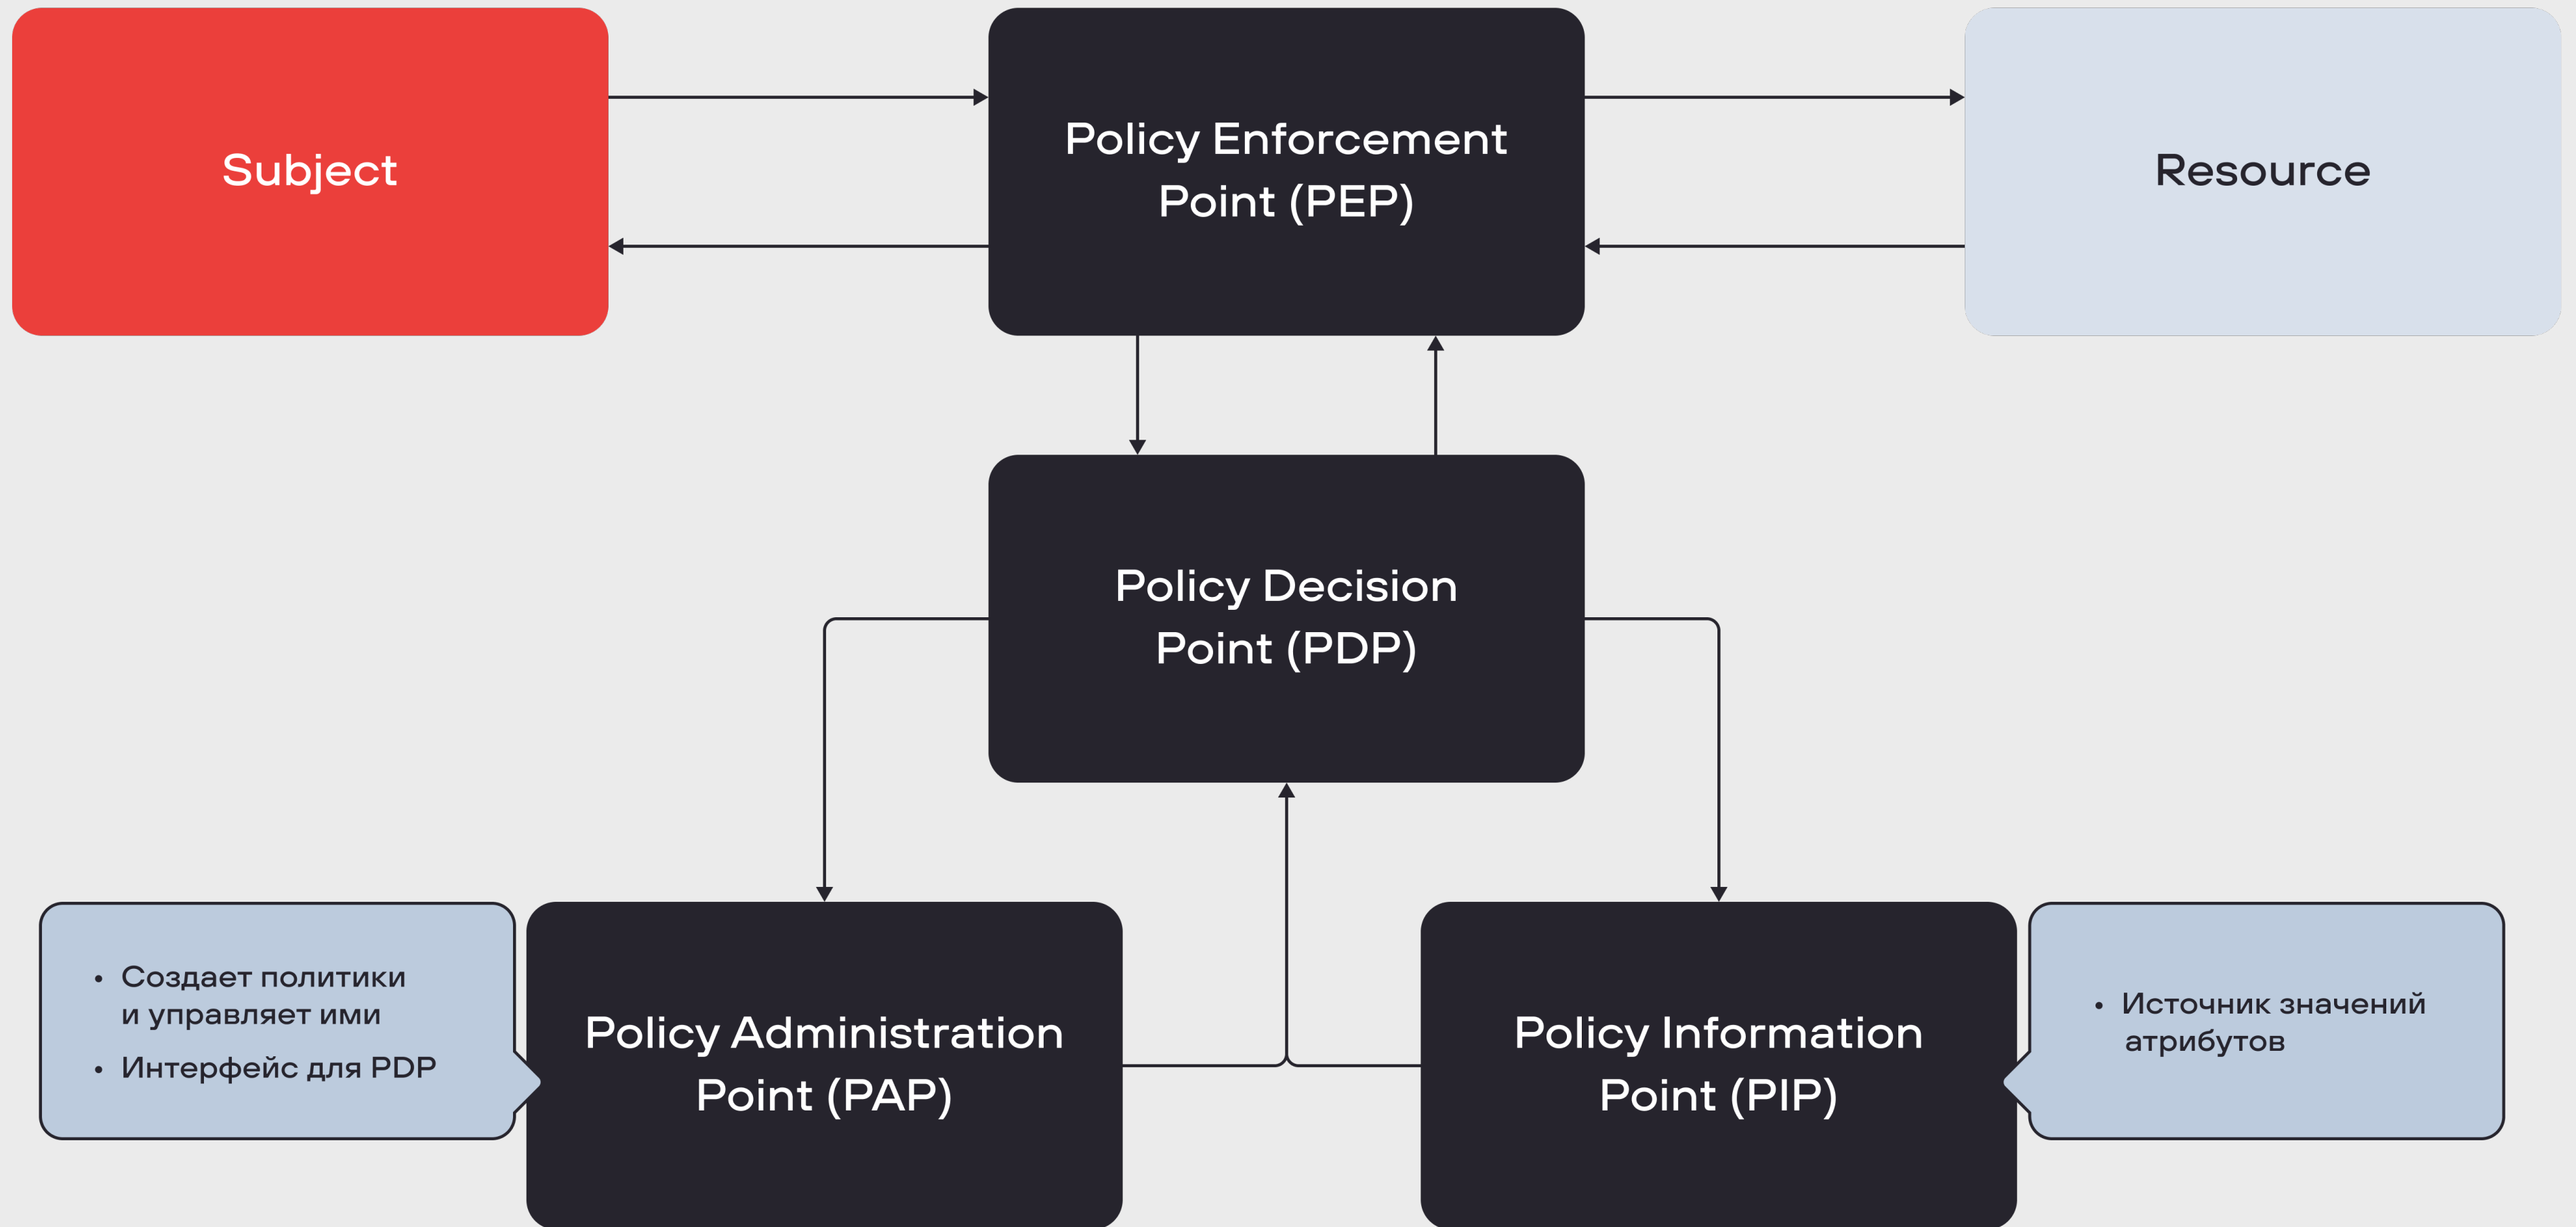 Subject
Policy Enforcement
Point (PEP)
Resource
Policy Decision
Point (PDP)
• Создает политики
и управляет ими
• Интерфейс для PDP
Policy Administration
Point (PAP)
Policy Information
Point (PIP)
• Источник значений
атрибутов